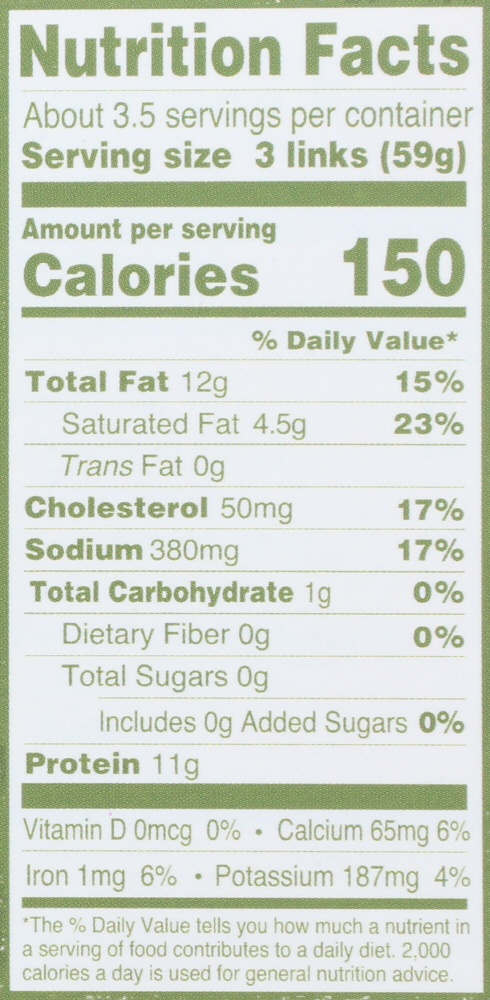 Nutrition Facts
About 3.5 servings per container
Serving size 3 links (59g)
Amount per serving
Calories 150
% Daily Value*
Total Fat 12g 15%
Saturated Fat 4.5g 23%
Trans Fat 0g
Cholesterol 50mg 17%
Sodium 380mg 17%
Total Carbohydrate 1g 0%
Dietary Fiber 0g 0%
Total Sugars 0g
Includes 0g Added Sugars 0%
Protein 11g
Vitamin D 0mcg 0% • Calcium 65mg 6%
Iron 1mg 6% • Potassium 187mg 4%
*The % Daily Value tells you how much a nutrient in
a serving of food contributes to a daily diet. 2,000
calories a day is used for general nutrition advice.